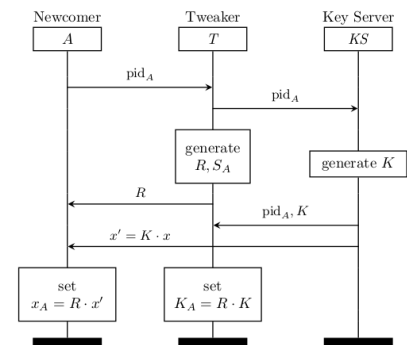 Newcomer Tweaker Key Server
A T KS
pid_A
pid_A
generate
R, S_A
generate K
R
pid_A, K
x′ = K · x
set
x_A = R · x′
set
K_A = R · K